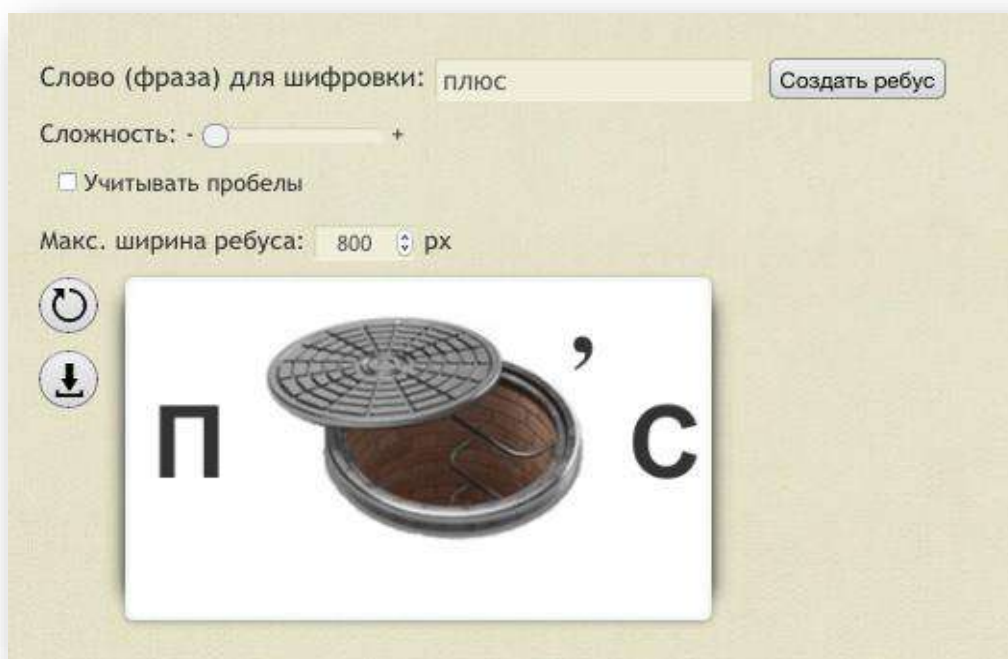 Слово (фраза) для шифровки: плюс Создать ребус
Сложность: - +
Учитывать пробелы
Макс. ширина ребуса: 800 px
П , С